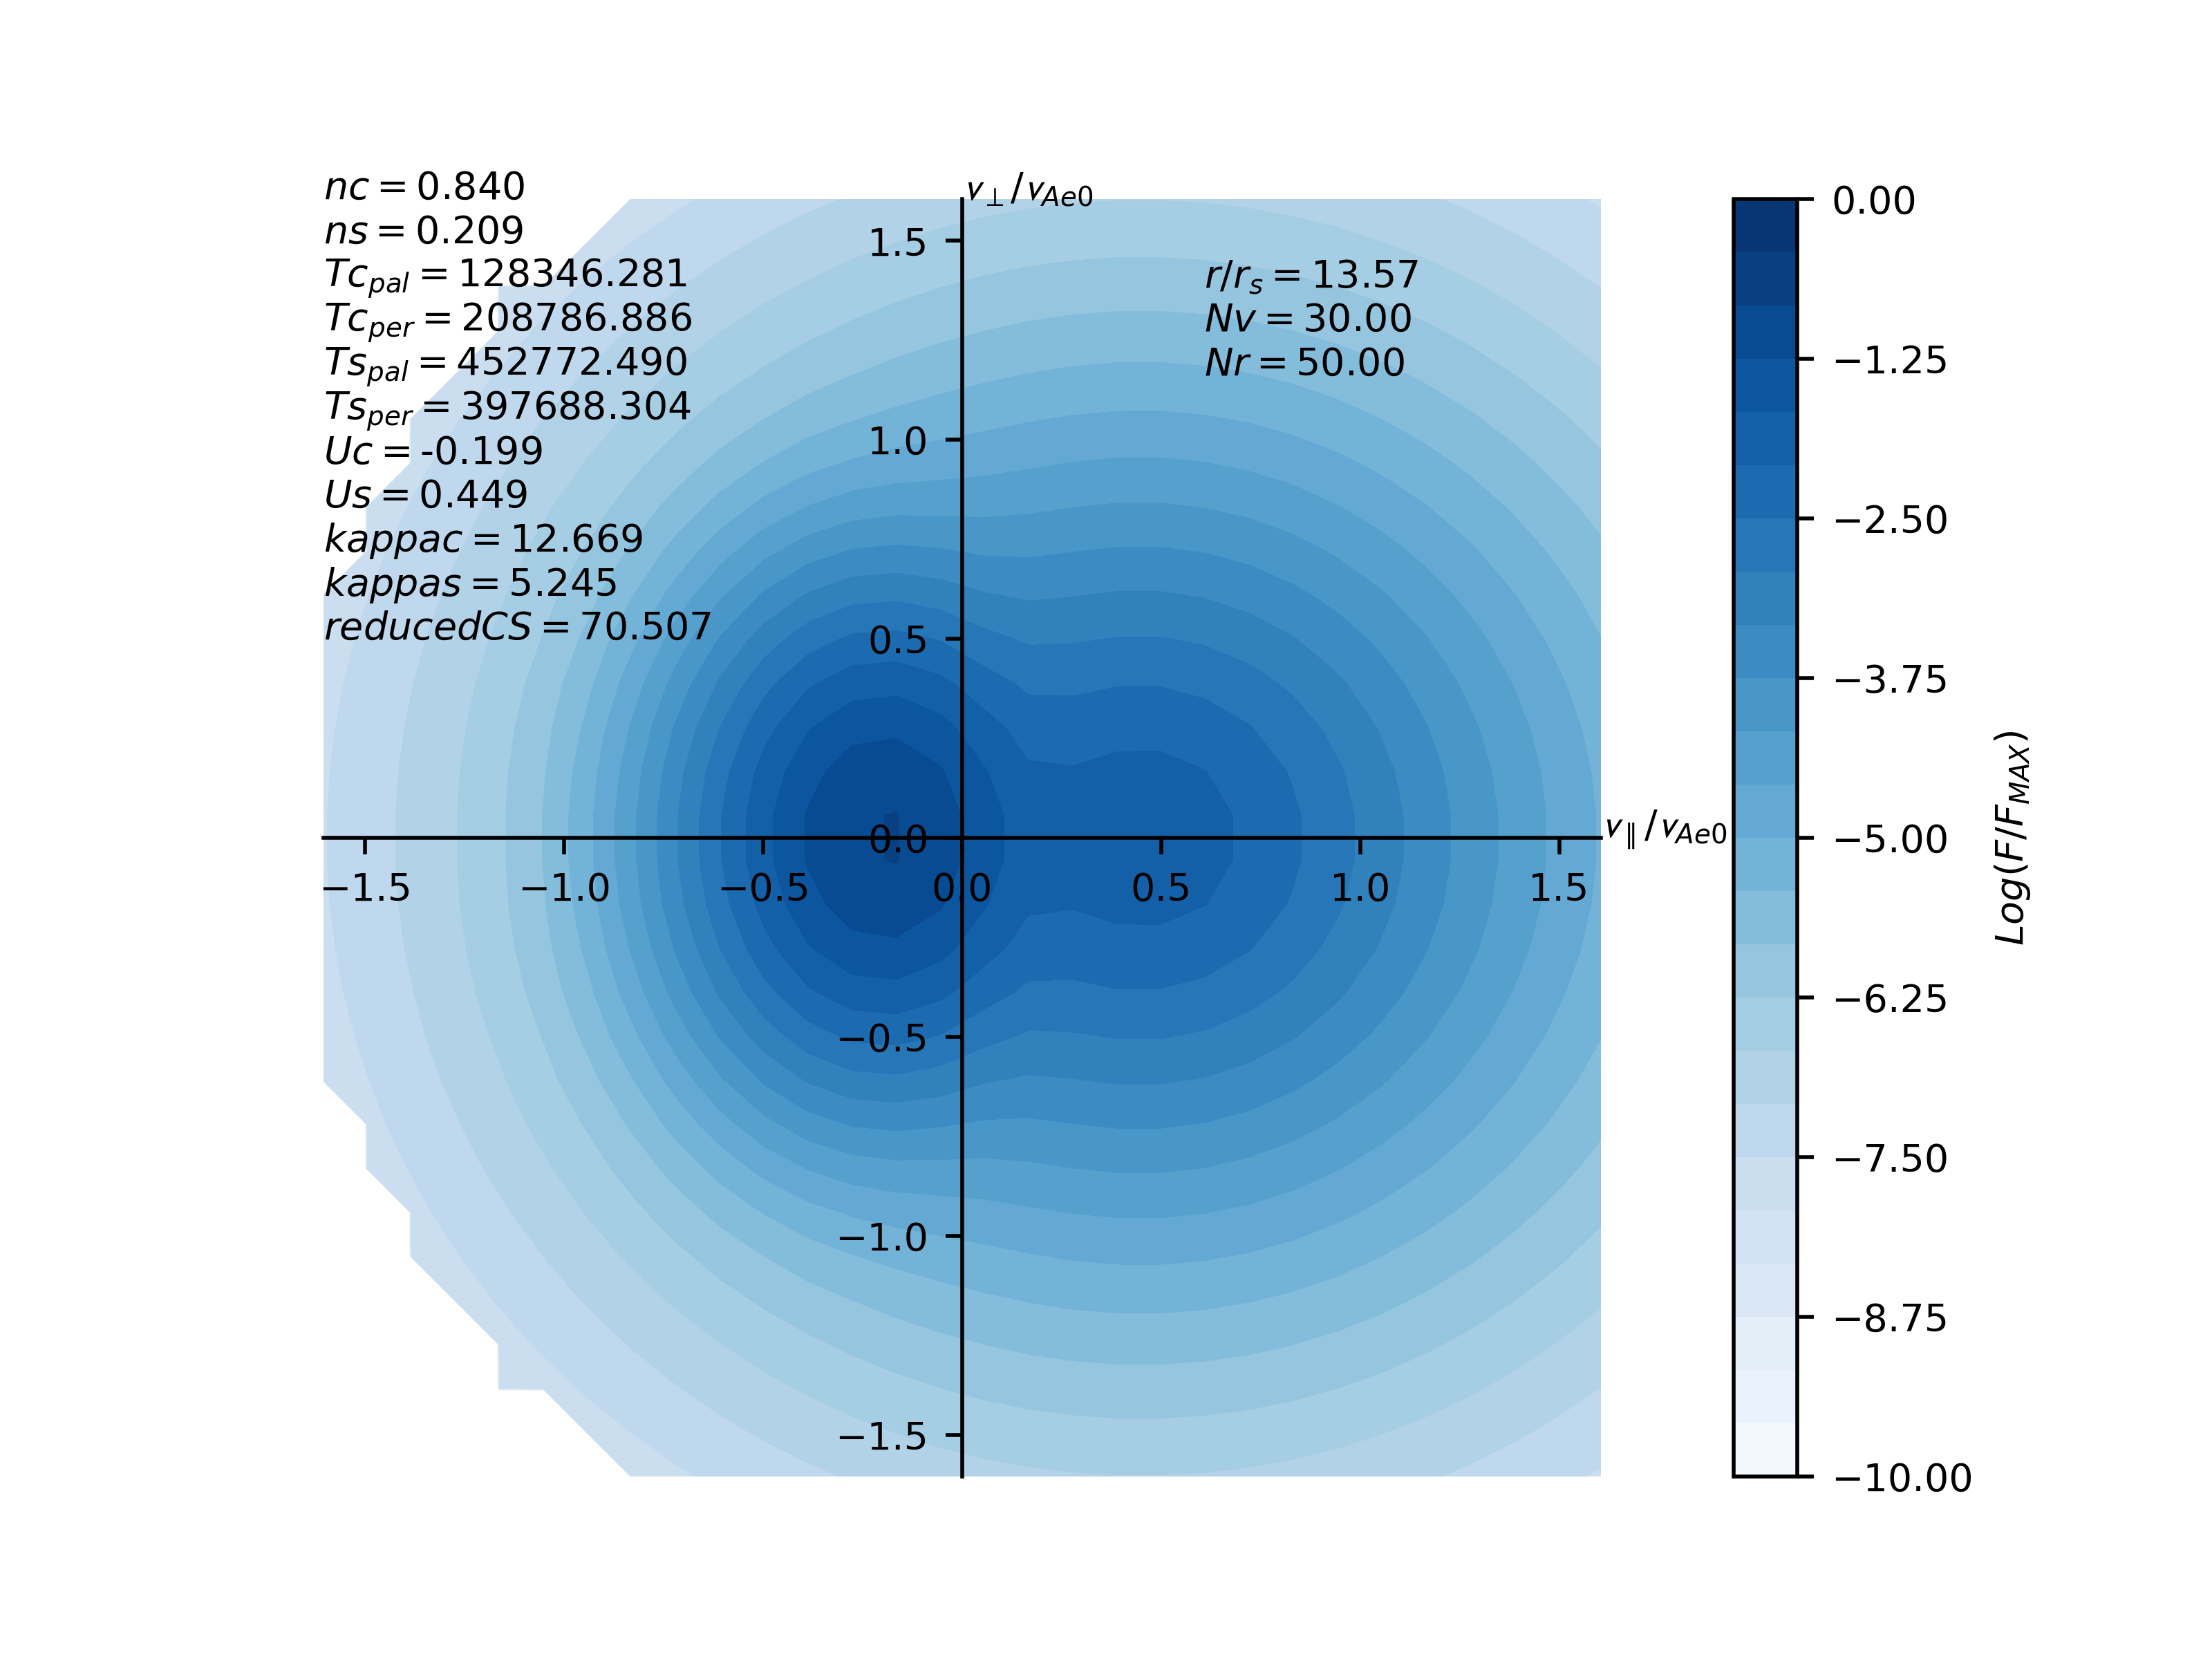 nc = 0.840
ns = 0.209
Tc_pal = 128346.281
Tc_per = 208786.886
Ts_pal = 452772.490
Ts_per = 397688.304
Uc = -0.199
Us = 0.449
kappac = 12.669
kappas = 5.245
reducedCS = 70.507
v⊥/v_Ae0
r/r_s = 13.57
Nv = 30.00
Nr = 50.00
1.5
1.0
0.5
0.0
−0.5
−1.0
−1.5
−1.5 −1.0 −0.5 0.0 0.5 1.0 1.5
v∥/v_Ae0
0.00
−1.25
−2.50
−3.75
−5.00
−6.25
−7.50
−8.75
−10.00
Log(F/F_MAX)